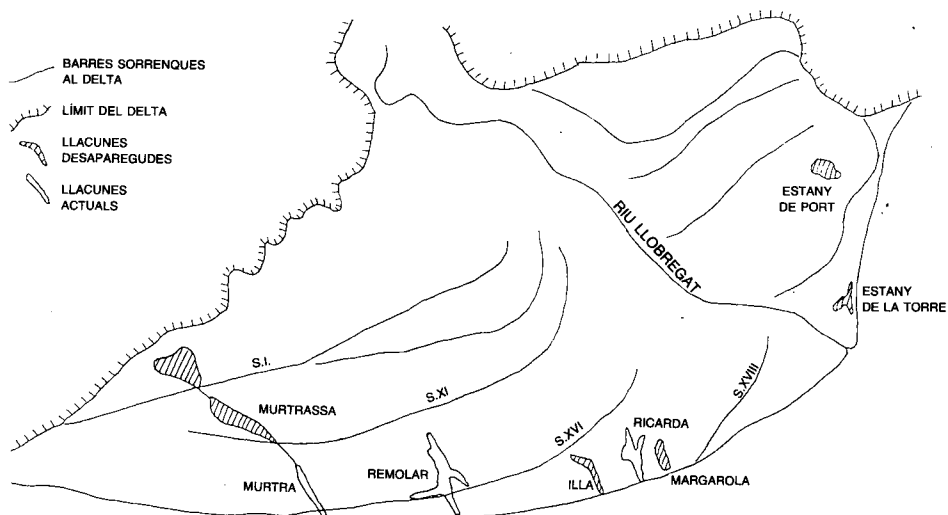 BARRES SORRENQUES
AL DELTA
LÍMIT DEL DELTA
LLACUNES
DESAPAREGUDES
LLACUNES
ACTUALS
ESTANY
DE PORT
RIU LLOBREGAT
ESTANY
DE LA TORRE
S.I.
S.XI
S.XVI
S.XVIII
MURTRASSA
MURTRA
REMOLAR
RICARDA
ILLA
MARGAROLA